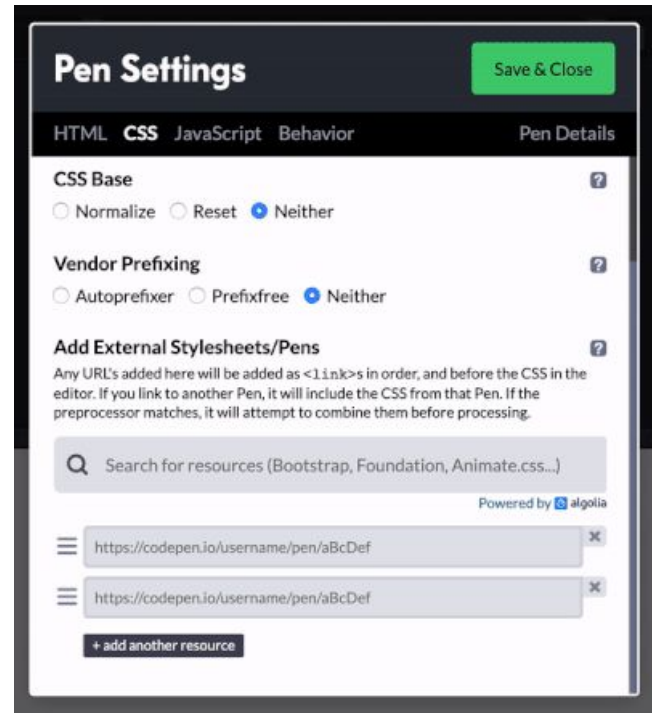 Pen Settings
Save & Close
HTML CSS JavaScript Behavior Pen Details
CSS Base ?
Normalize Reset Neither
Vendor Prefixing ?
Autoprefixer Prefixfree Neither
Add External Stylesheets/Pens ?
Any URL's added here will be added as <link>s in order, and before the CSS in the
editor. If you link to another Pen, it will include the CSS from that Pen. If the
preprocessor matches, it will attempt to combine them before processing.
Search for resources (Bootstrap, Foundation, Animate.css...)
Powered by algolia
https://codepen.io/username/pen/aBcDef
https://codepen.io/username/pen/aBcDef
+ add another resource